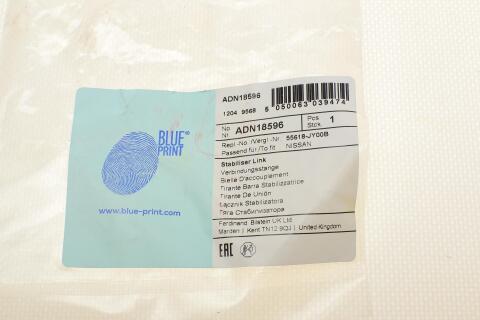 BLUE®
PRINT
www.blue-print.com
ADN18596
1204 9568
5 050063 039474
No
Nr. ADN18596
Pcs
Stck. 1
Repl.-No. /Vergl.-Nr. 55618-JY00B
Passend für /To fit NISSAN
Stabiliser Link
Verbindungsstange
Bielle D'accouplement
Tirante Barra Stabilizzatrice
Tirante De Unión
Łącznik Stabilizatora
Тяга Стабилизатора
Ferdinand Bilstein UK Ltd
Marden | Kent TN12 9QJ | United Kingdom
EAC